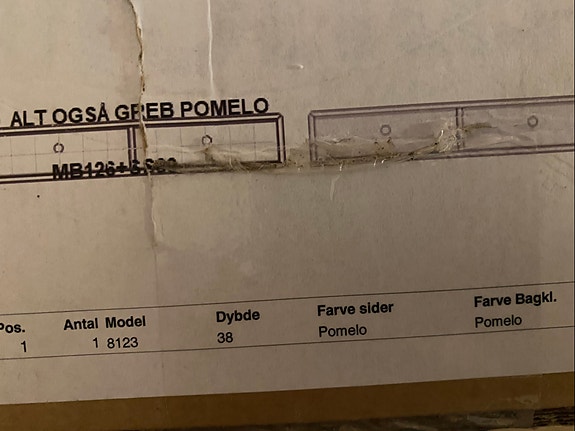 ALT OGSÅ GREB POMELO
Pos. Antal Model Dybde Farve sider Farve Bagkl.
1 1 8123 38 Pomelo Pomelo